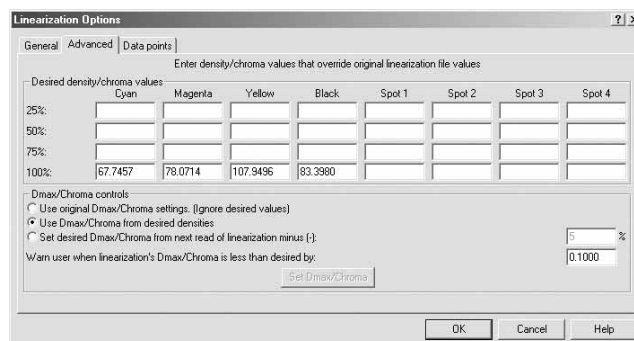 Linearization Options
General Advanced Data points
Enter density/chroma values that override original linearization file values
Desired density/chroma values
Cyan Magenta Yellow Black Spot 1 Spot 2 Spot 3 Spot 4
25%:
50%:
75%:
100%: 67.7457 78.0714 107.9496 83.3980
Dmax/Chroma controls
Use original Dmax/Chroma settings. (Ignore desired values)
Use Dmax/Chroma from desired densities
Set desired Dmax/Chroma from next read of linearization minus (-): 5 %
Warn user when linearization's Dmax/Chroma is less than desired by: 0.1000
Set Dmax/Chroma
OK Cancel Help